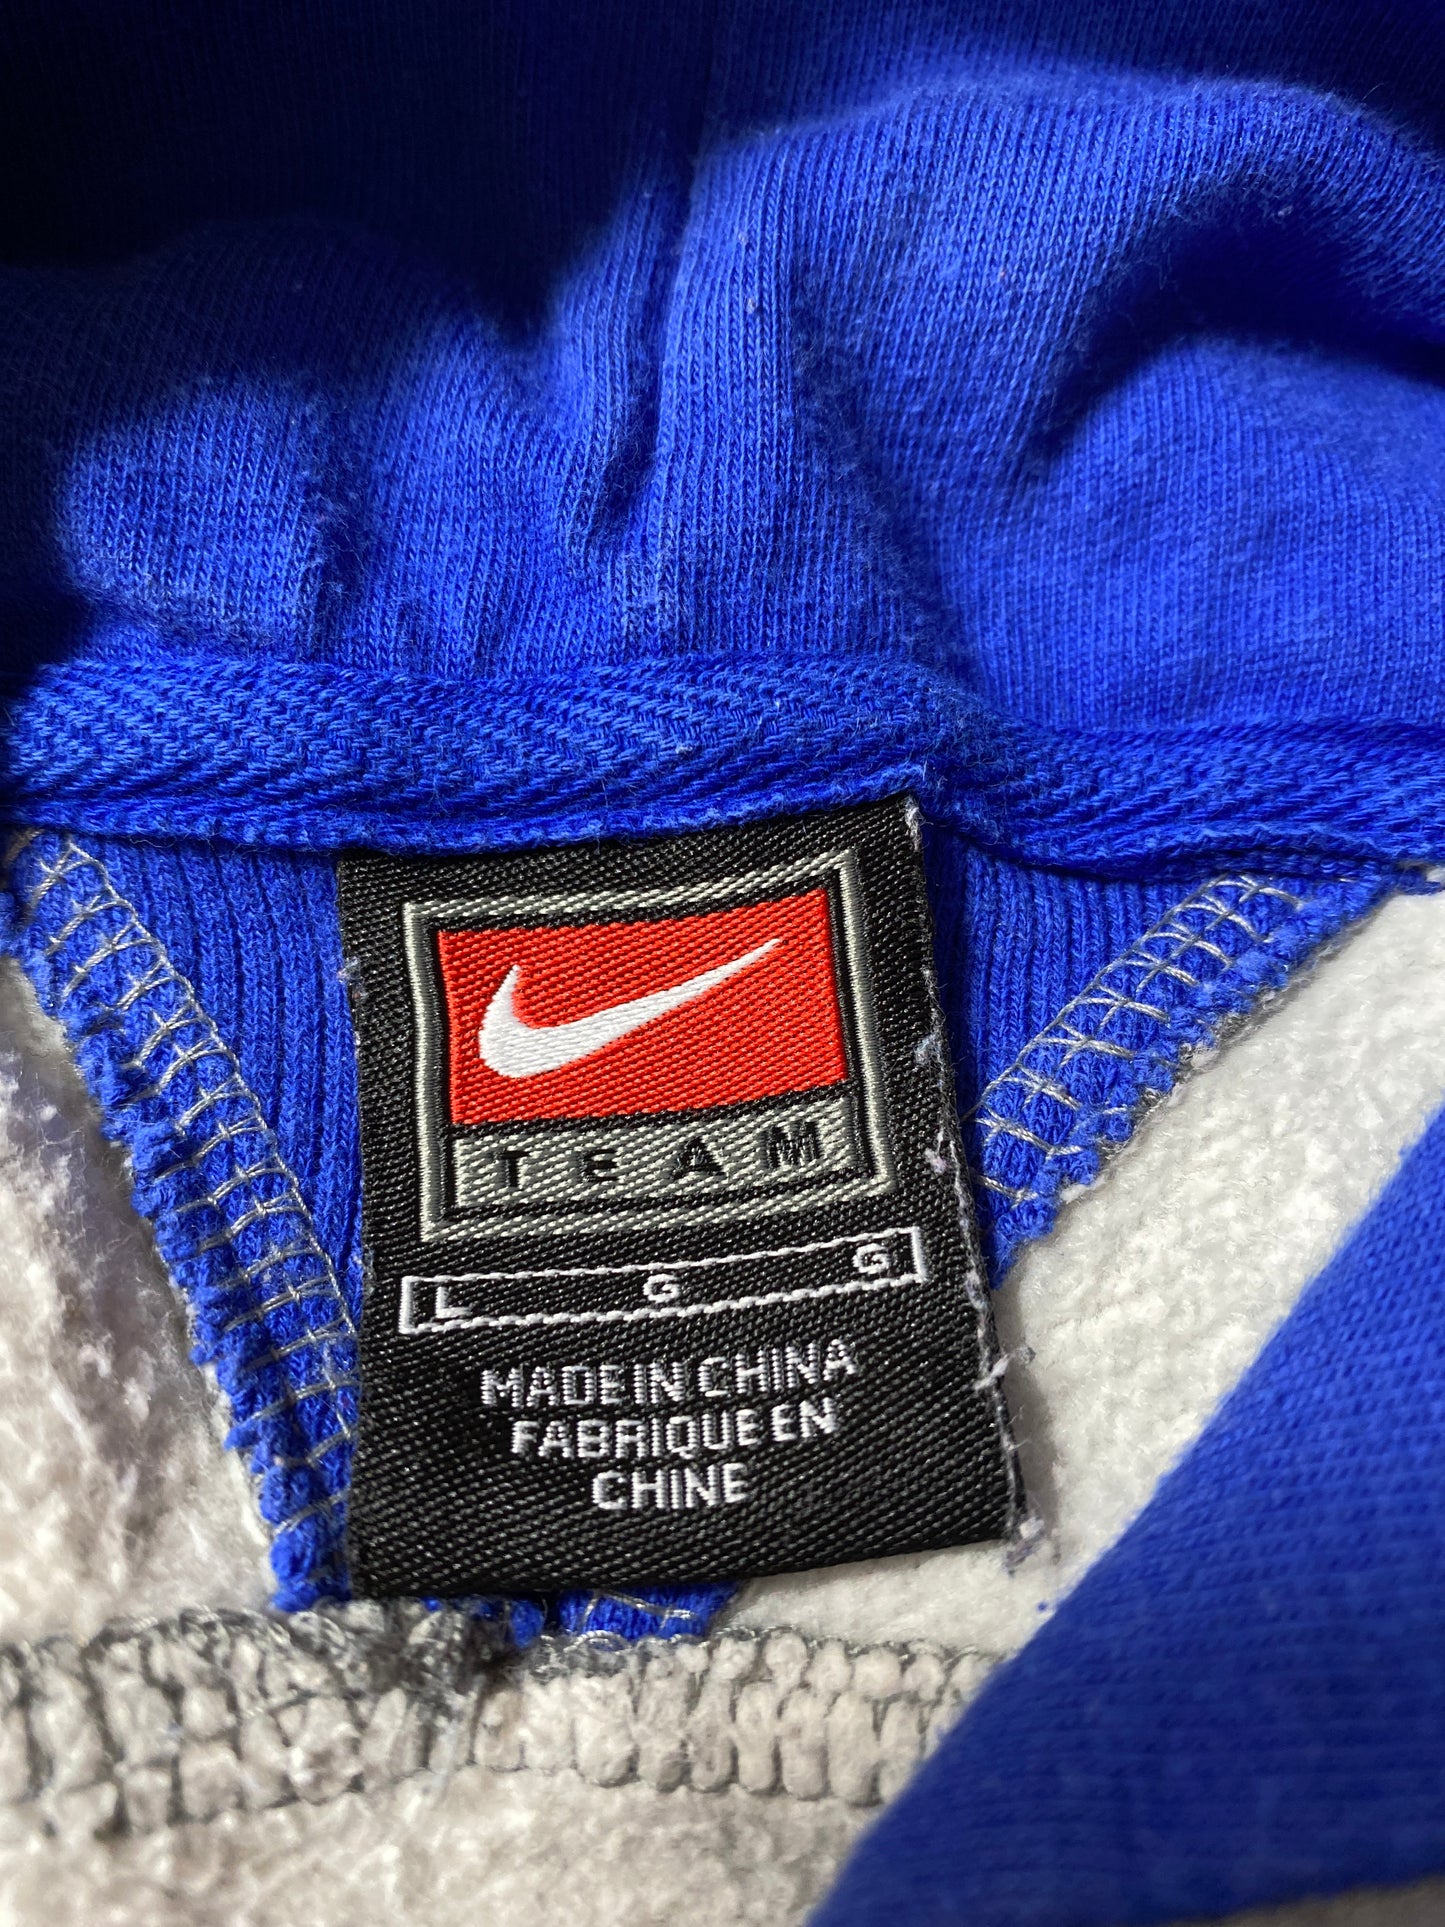 TEAM
L G G
MADE IN CHINA
FABRIQUE EN
CHINE